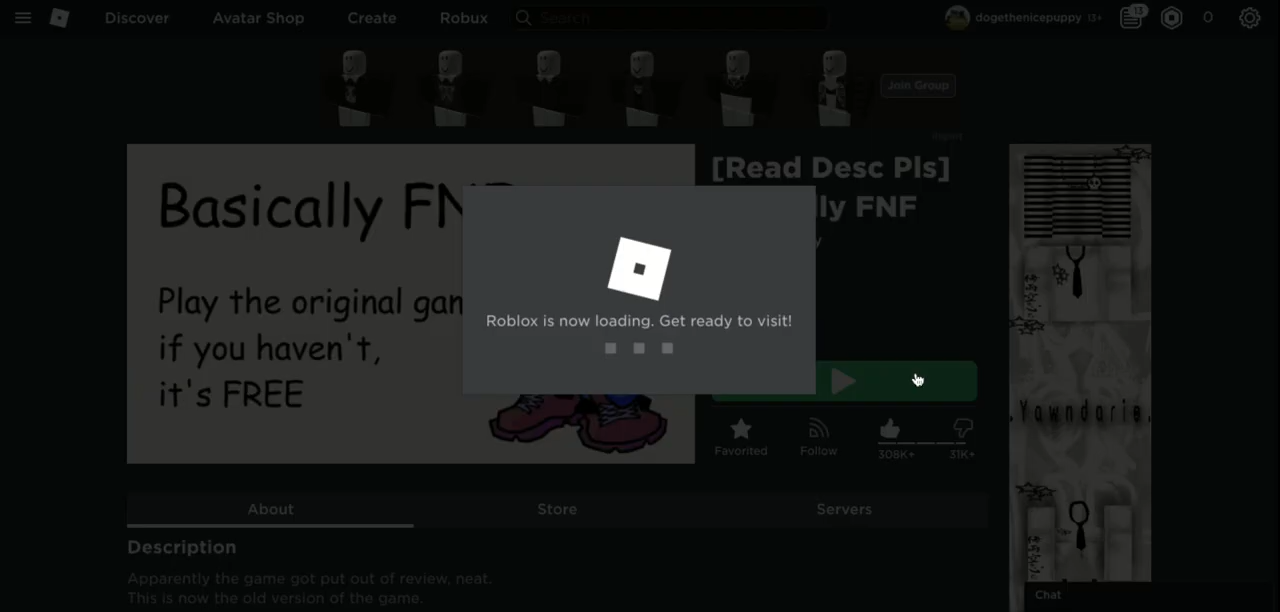 Discover Avatar Shop Create Robux Search dogethenicepuppy 13+ 13 0
Join Group
Basically FN
Play the original gam
if you haven't,
it's FREE
[Read Desc Pls]
ly FNF
y
Roblox is now loading. Get ready to visit!
Favorited Follow 308K+ 31K+
About Store Servers
Description
Apparently the game got put out of review, neat.
This is now the old version of the game.
.Yawndarie.
Chat